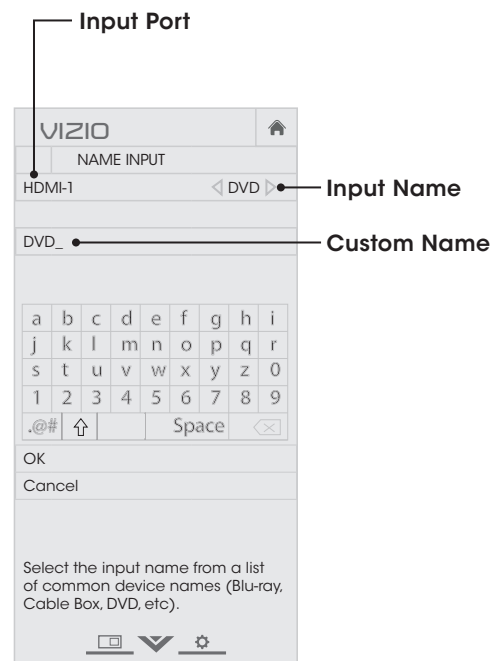 Input Port
VIZIO
NAME INPUT
HDMI-1 DVD Input Name
DVD_ Custom Name
a b c d e f g h i
j k l m n o p q r
s t u v w x y z 0
1 2 3 4 5 6 7 8 9
.@# Space
OK
Cancel
Select the input name from a list
of common device names (Blu-ray,
Cable Box, DVD, etc).